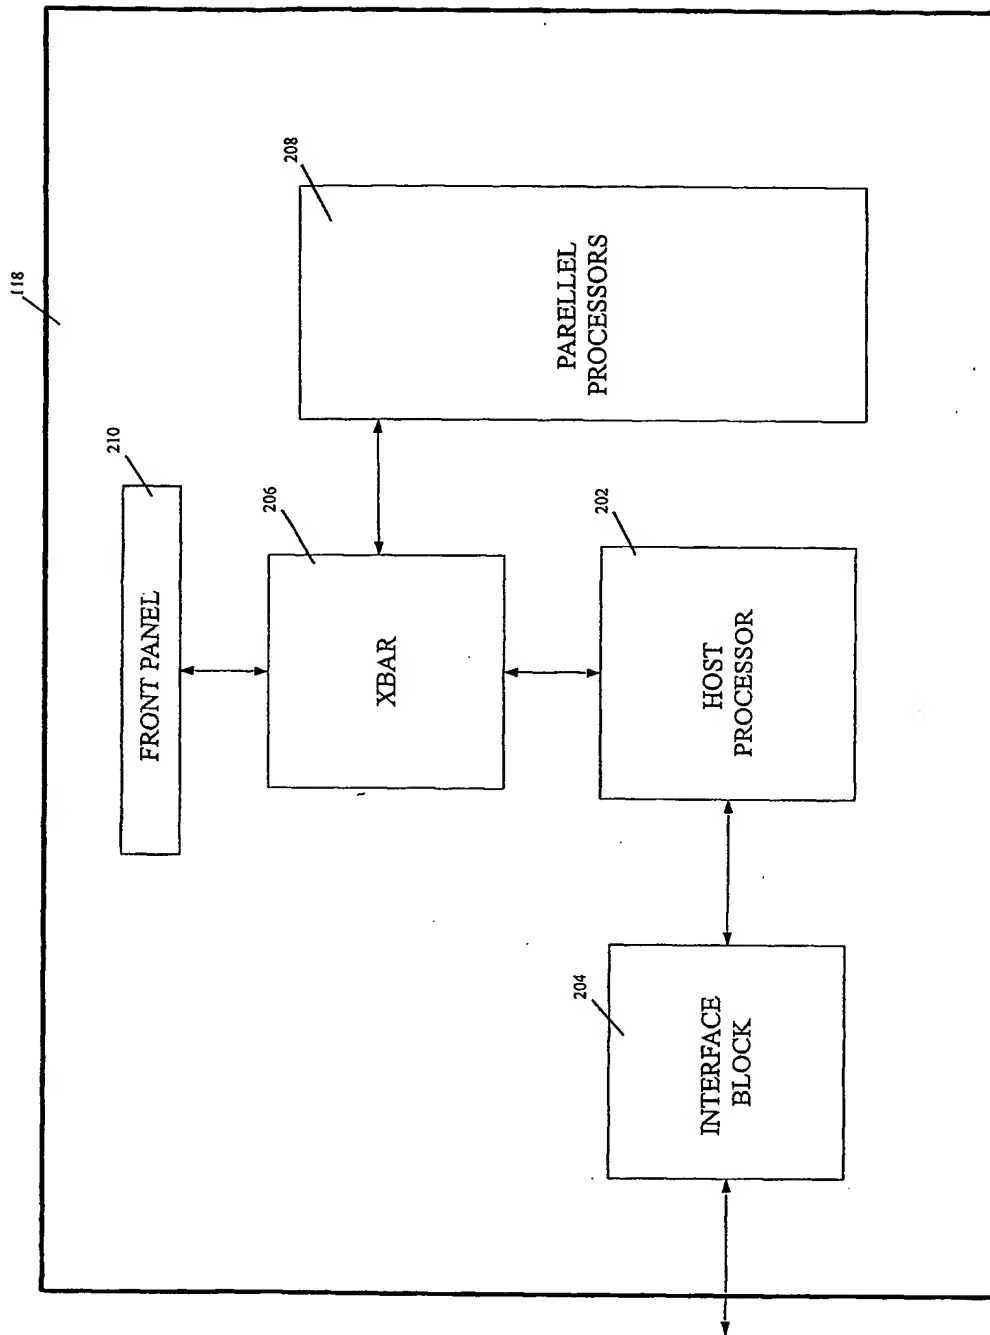 118
210
FRONT PANEL
208
PARELLEL
PROCESSORS
206
XBAR
202
HOST
PROCESSOR
204
INTERFACE
BLOCK